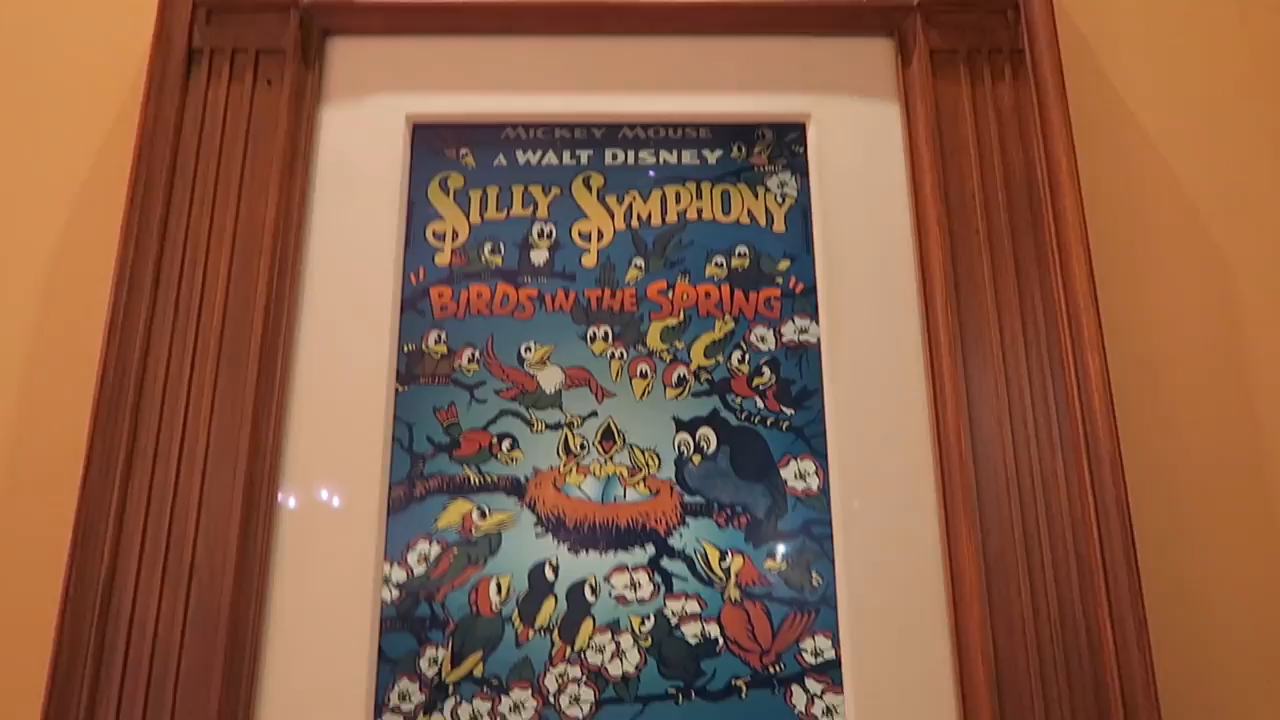 MICKEY MOUSE
A WALT DISNEY
SILLY SYMPHONY
"BIRDS IN THE SPRING"